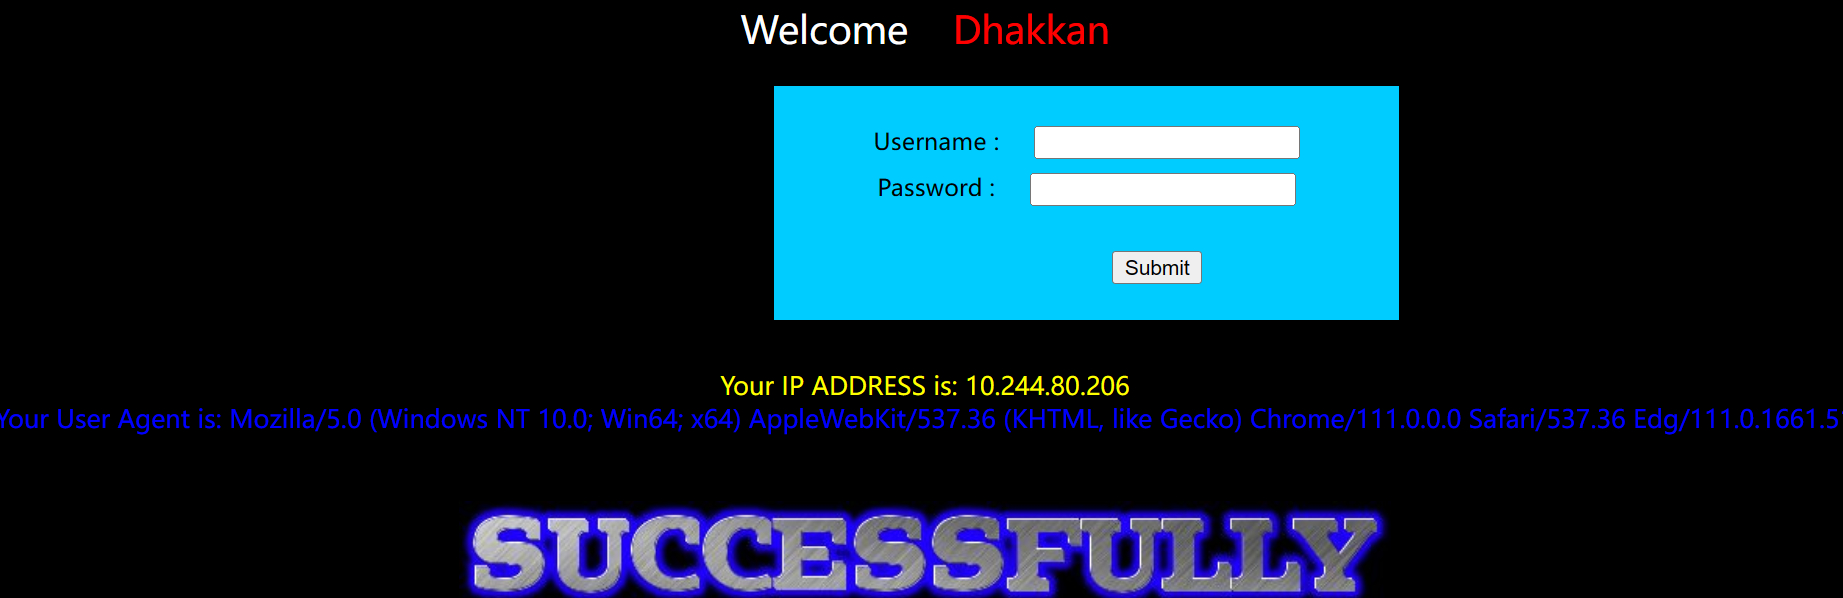 Welcome Dhakkan
Username :
Password :
Submit
Your IP ADDRESS is: 10.244.80.206
Your User Agent is: Mozilla/5.0 (Windows NT 10.0; Win64; x64) AppleWebKit/537.36 (KHTML, like Gecko) Chrome/111.0.0.0 Safari/537.36 Edg/111.0.1661.5
SUCCESSFULLY